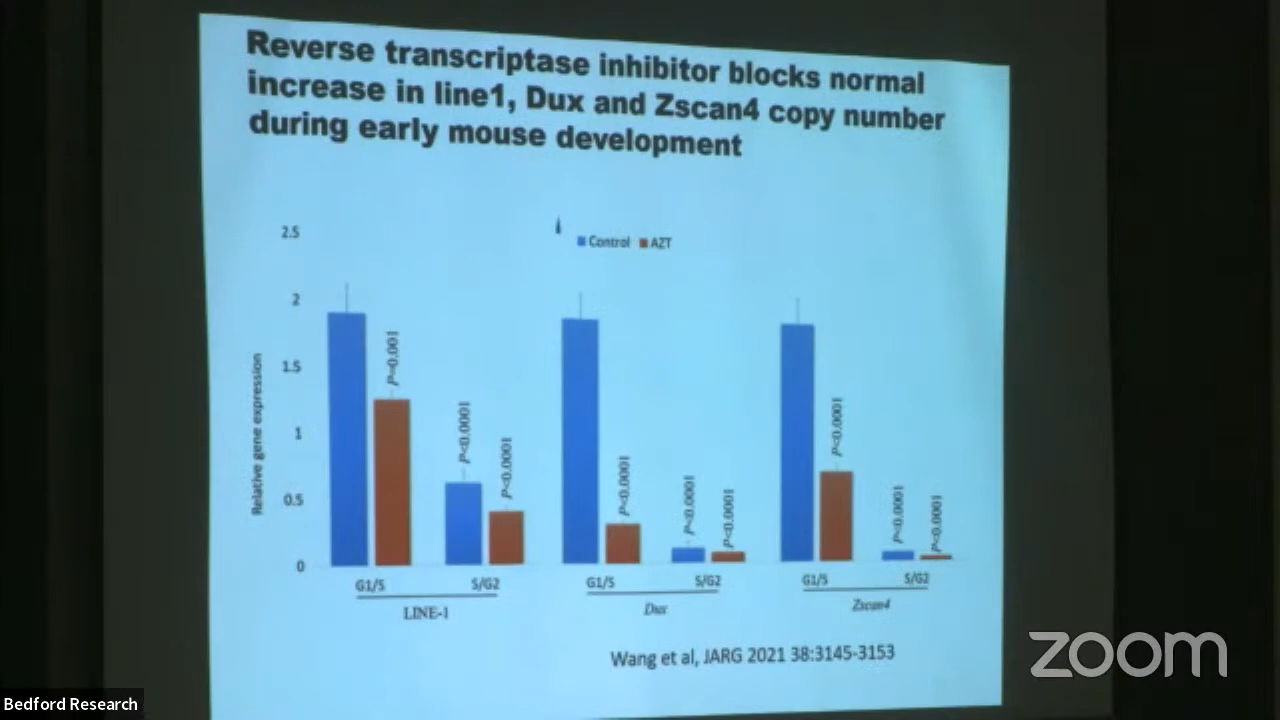 Reverse transcriptase inhibitor blocks normal
increase in line1, Dux and Zscan4 copy number
during early mouse development
2.5
2
1.5
1
0.5
0
Relative gene expression
Control AZT
P=0.001
P<0.0001
P<0.0001
P<0.0001
P<0.0001
P<0.0001
P<0.0001
P<0.0001
P<0.0001
G1/S S/G2 G1/S S/G2 G1/S S/G2
LINE-1 Dux Zscan4
Wang et al, JARG 2021 38:3145-3153
zoom
Bedford Research